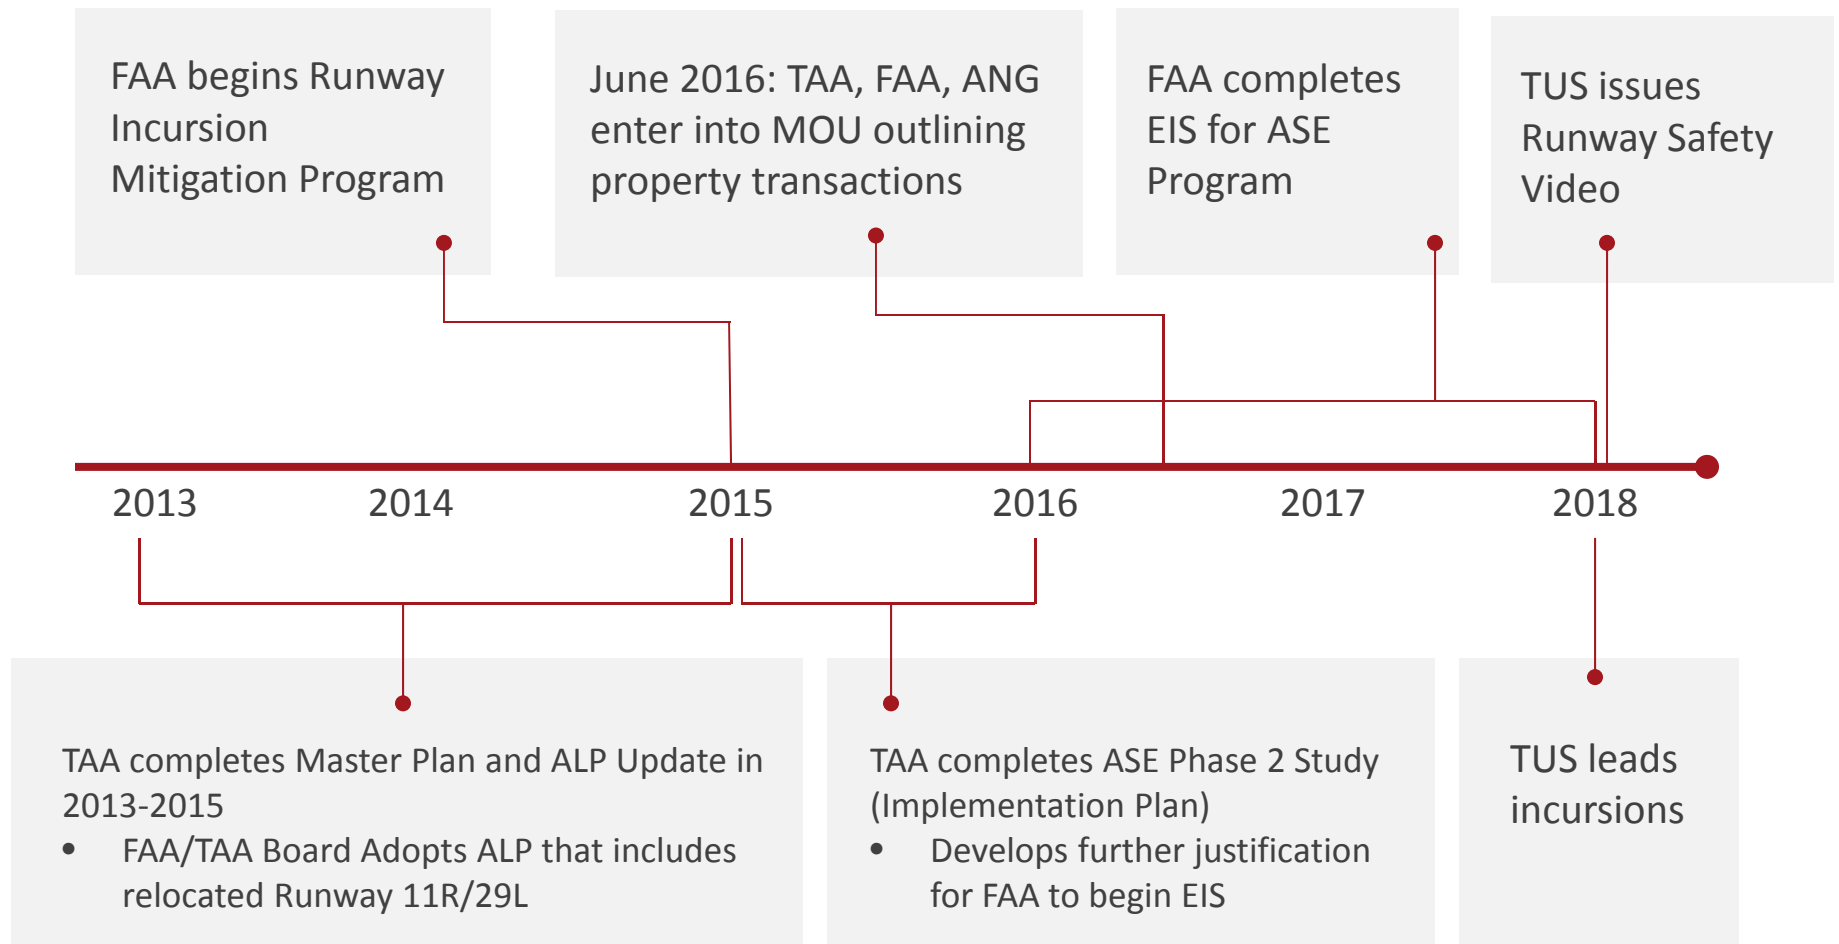 FAA begins Runway
Incursion
Mitigation Program
June 2016: TAA, FAA, ANG
enter into MOU outlining
property transactions
FAA completes
EIS for ASE
Program
TUS issues
Runway Safety
Video
2013
2014
2015
2016
2017
2018
TAA completes Master Plan and ALP Update in
2013-2015
• FAA/TAA Board Adopts ALP that includes
relocated Runway 11R/29L
TAA completes ASE Phase 2 Study
(Implementation Plan)
• Develops further justification
for FAA to begin EIS
TUS leads
incursions